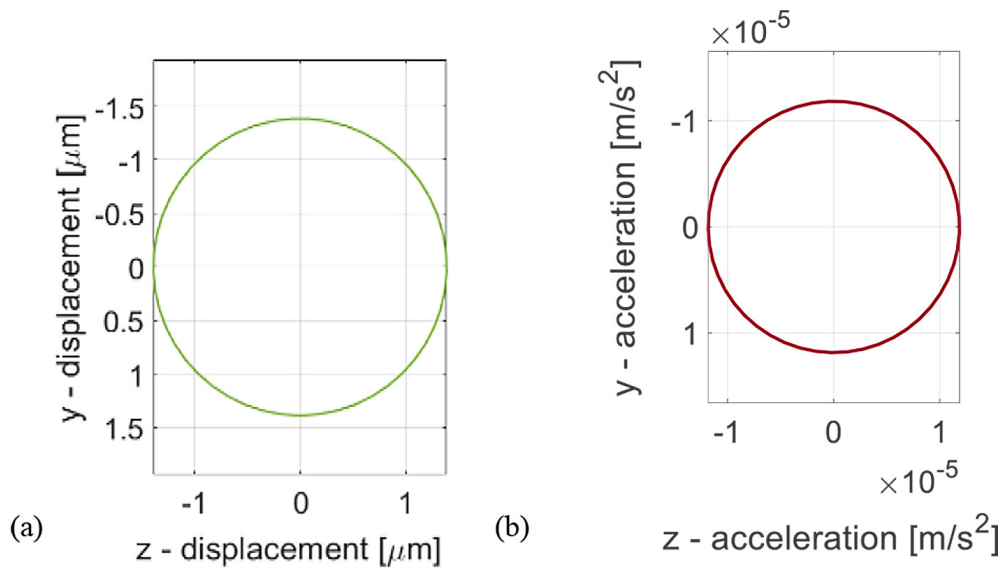 ×10⁻⁵
-1.5
-1
-0.5
0
0.5
1
1.5
y - displacement [μm]
-1 0 1
z - displacement [μm]
(a)
-1
0
1
y - acceleration [m/s²]
-1 0 1
×10⁻⁵
z - acceleration [m/s²]
(b)